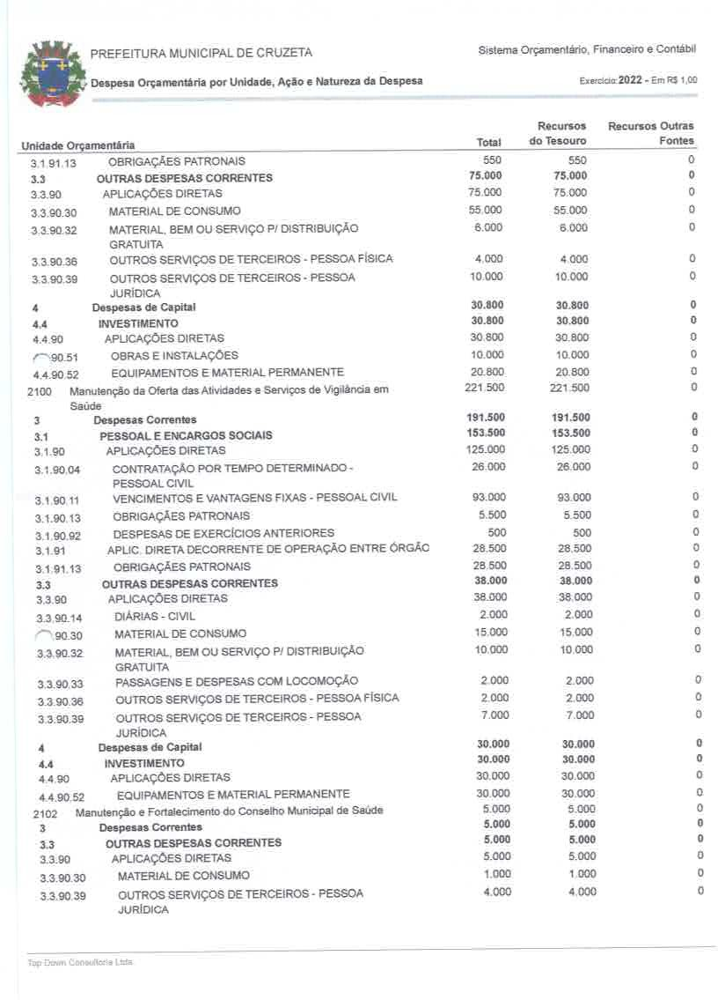 PREFEITURA MUNICIPAL DE CRUZETA
Sistema Orçamentário, Financeiro e Contábil
Despesa Orçamentária por Unidade, Ação e Natureza da Despesa
Exercício: 2022 - Em R$ 1,00
Unidade Orçamentária Total Recursos do Tesouro Recursos Outras Fontes
3.1.91.13 OBRIGAÇÃES PATRONAIS 550 550 0
3.3 OUTRAS DESPESAS CORRENTES 75.000 75.000 0
3.3.90 APLICAÇÕES DIRETAS 75.000 75.000 0
3.3.90.30 MATERIAL DE CONSUMO 55.000 55.000 0
3.3.90.32 MATERIAL, BEM OU SERVIÇO P/ DISTRIBUIÇÃO 6.000 6.000 0
GRATUITA
3.3.90.36 OUTROS SERVIÇOS DE TERCEIROS - PESSOA FÍSICA 4.000 4.000 0
3.3.90.39 OUTROS SERVIÇOS DE TERCEIROS - PESSOA 10.000 10.000 0
JURÍDICA
4 Despesas de Capital 30.800 30.800 0
4.4 INVESTIMENTO 30.800 30.800 0
4.4.90 APLICAÇÕES DIRETAS 30.800 30.800 0
90.51 OBRAS E INSTALAÇÕES 10.000 10.000 0
4.4.90.52 EQUIPAMENTOS E MATERIAL PERMANENTE 20.800 20.800 0
2100 Manutenção da Oferta das Atividades e Serviços de Vigilância em 221.500 221.500 0
Saúde
3 Despesas Correntes 191.500 191.500 0
3.1 PESSOAL E ENCARGOS SOCIAIS 153.500 153.500 0
3.1.90 APLICAÇÕES DIRETAS 125.000 125.000 0
3.1.90.04 CONTRATAÇÃO POR TEMPO DETERMINADO - 26.000 26.000 0
PESSOAL CIVIL
3.1.90.11 VENCIMENTOS E VANTAGENS FIXAS - PESSOAL CIVIL 93.000 93.000 0
3.1.90.13 OBRIGAÇÃES PATRONAIS 5.500 5.500 0
3.1.90.92 DESPESAS DE EXERCÍCIOS ANTERIORES 500 500 0
3.1.91 APLIC. DIRETA DECORRENTE DE OPERAÇÃO ENTRE ÓRGÃO 28.500 28.500 0
3.1.91.13 OBRIGAÇÃES PATRONAIS 28.500 28.500 0
3.3 OUTRAS DESPESAS CORRENTES 38.000 38.000 0
3.3.90 APLICAÇÕES DIRETAS 38.000 38.000 0
3.3.90.14 DIÁRIAS - CIVIL 2.000 2.000 0
90.30 MATERIAL DE CONSUMO 15.000 15.000 0
3.3.90.32 MATERIAL, BEM OU SERVIÇO P/ DISTRIBUIÇÃO 10.000 10.000 0
GRATUITA
3.3.90.33 PASSAGENS E DESPESAS COM LOCOMOÇÃO 2.000 2.000 0
3.3.90.36 OUTROS SERVIÇOS DE TERCEIROS - PESSOA FÍSICA 2.000 2.000 0
3.3.90.39 OUTROS SERVIÇOS DE TERCEIROS - PESSOA 7.000 7.000 0
JURÍDICA
4 Despesas de Capital 30.000 30.000 0
4.4 INVESTIMENTO 30.000 30.000 0
4.4.90 APLICAÇÕES DIRETAS 30.000 30.000 0
4.4.90.52 EQUIPAMENTOS E MATERIAL PERMANENTE 30.000 30.000 0
2102 Manutenção e Fortalecimento do Conselho Municipal de Saúde 5.000 5.000 0
3 Despesas Correntes 5.000 5.000 0
3.3 OUTRAS DESPESAS CORRENTES 5.000 5.000 0
3.3.90 APLICAÇÕES DIRETAS 5.000 5.000 0
3.3.90.30 MATERIAL DE CONSUMO 1.000 1.000 0
3.3.90.39 OUTROS SERVIÇOS DE TERCEIROS - PESSOA 4.000 4.000 0
JURÍDICA
Top Down Consultoria Ltda.